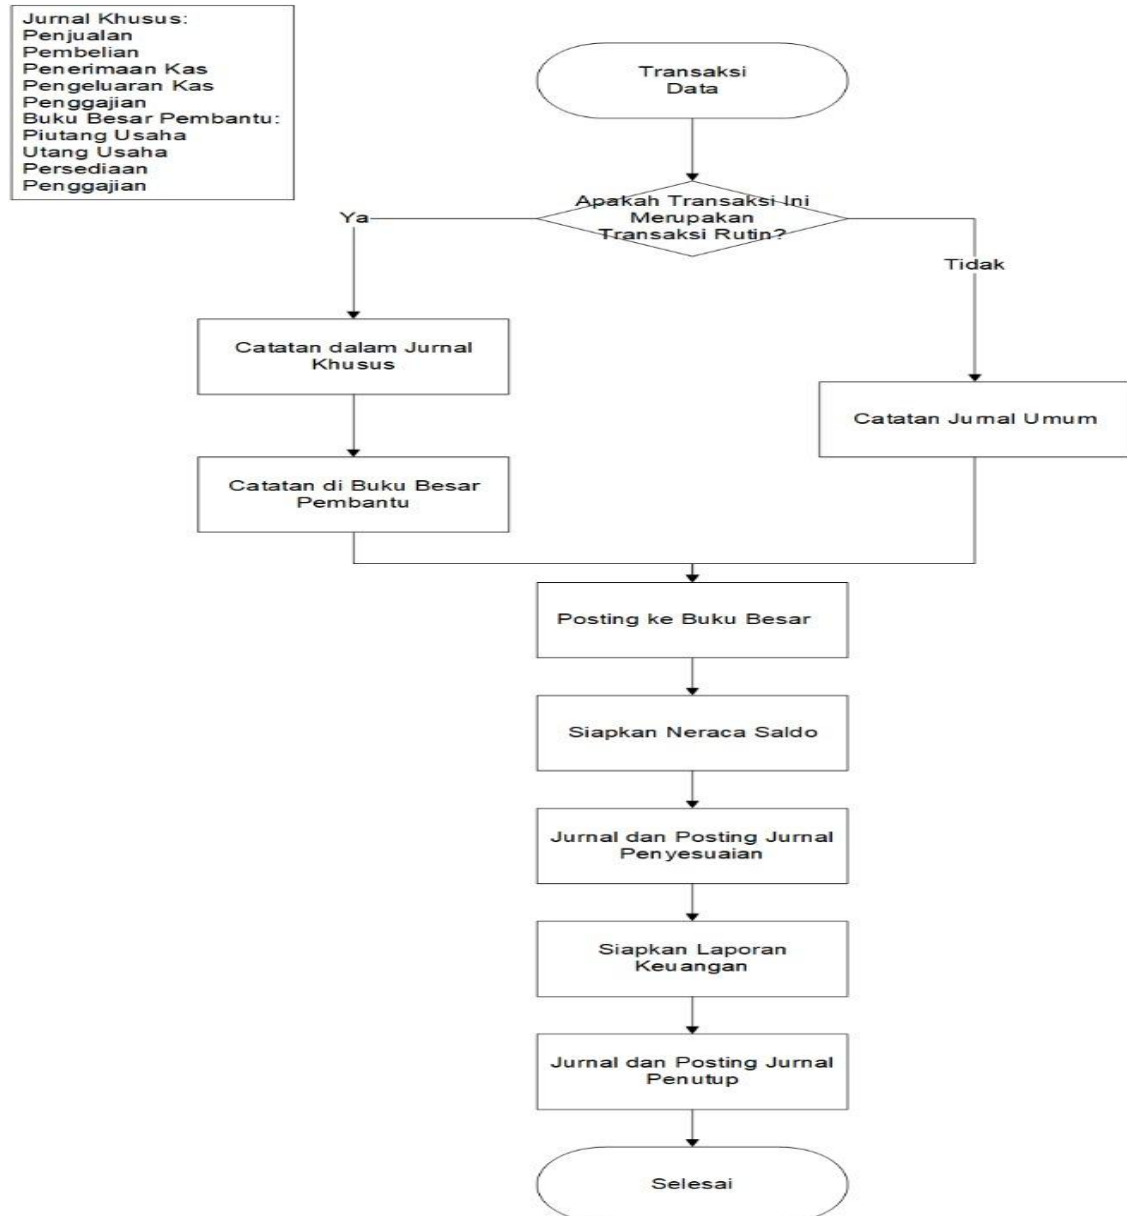 Jurnal Khusus:
Penjualan
Pembelian
Penerimaan Kas
Pengeluaran Kas
Penggajian
Buku Besar Pembantu:
Piutang Usaha
Utang Usaha
Persediaan
Penggajian
Transaksi
Data
Apakah Transaksi Ini
Merupakan
Transaksi Rutin?
Ya
Tidak
Catatan dalam Jurnal
Khusus
Catatan Jurnal Umum
Catatan di Buku Besar
Pembantu
Posting ke Buku Besar
Siapkan Neraca Saldo
Jurnal dan Posting Jurnal
Penyesuaian
Siapkan Laporan
Keuangan
Jurnal dan Posting Jurnal
Penutup
Selesai